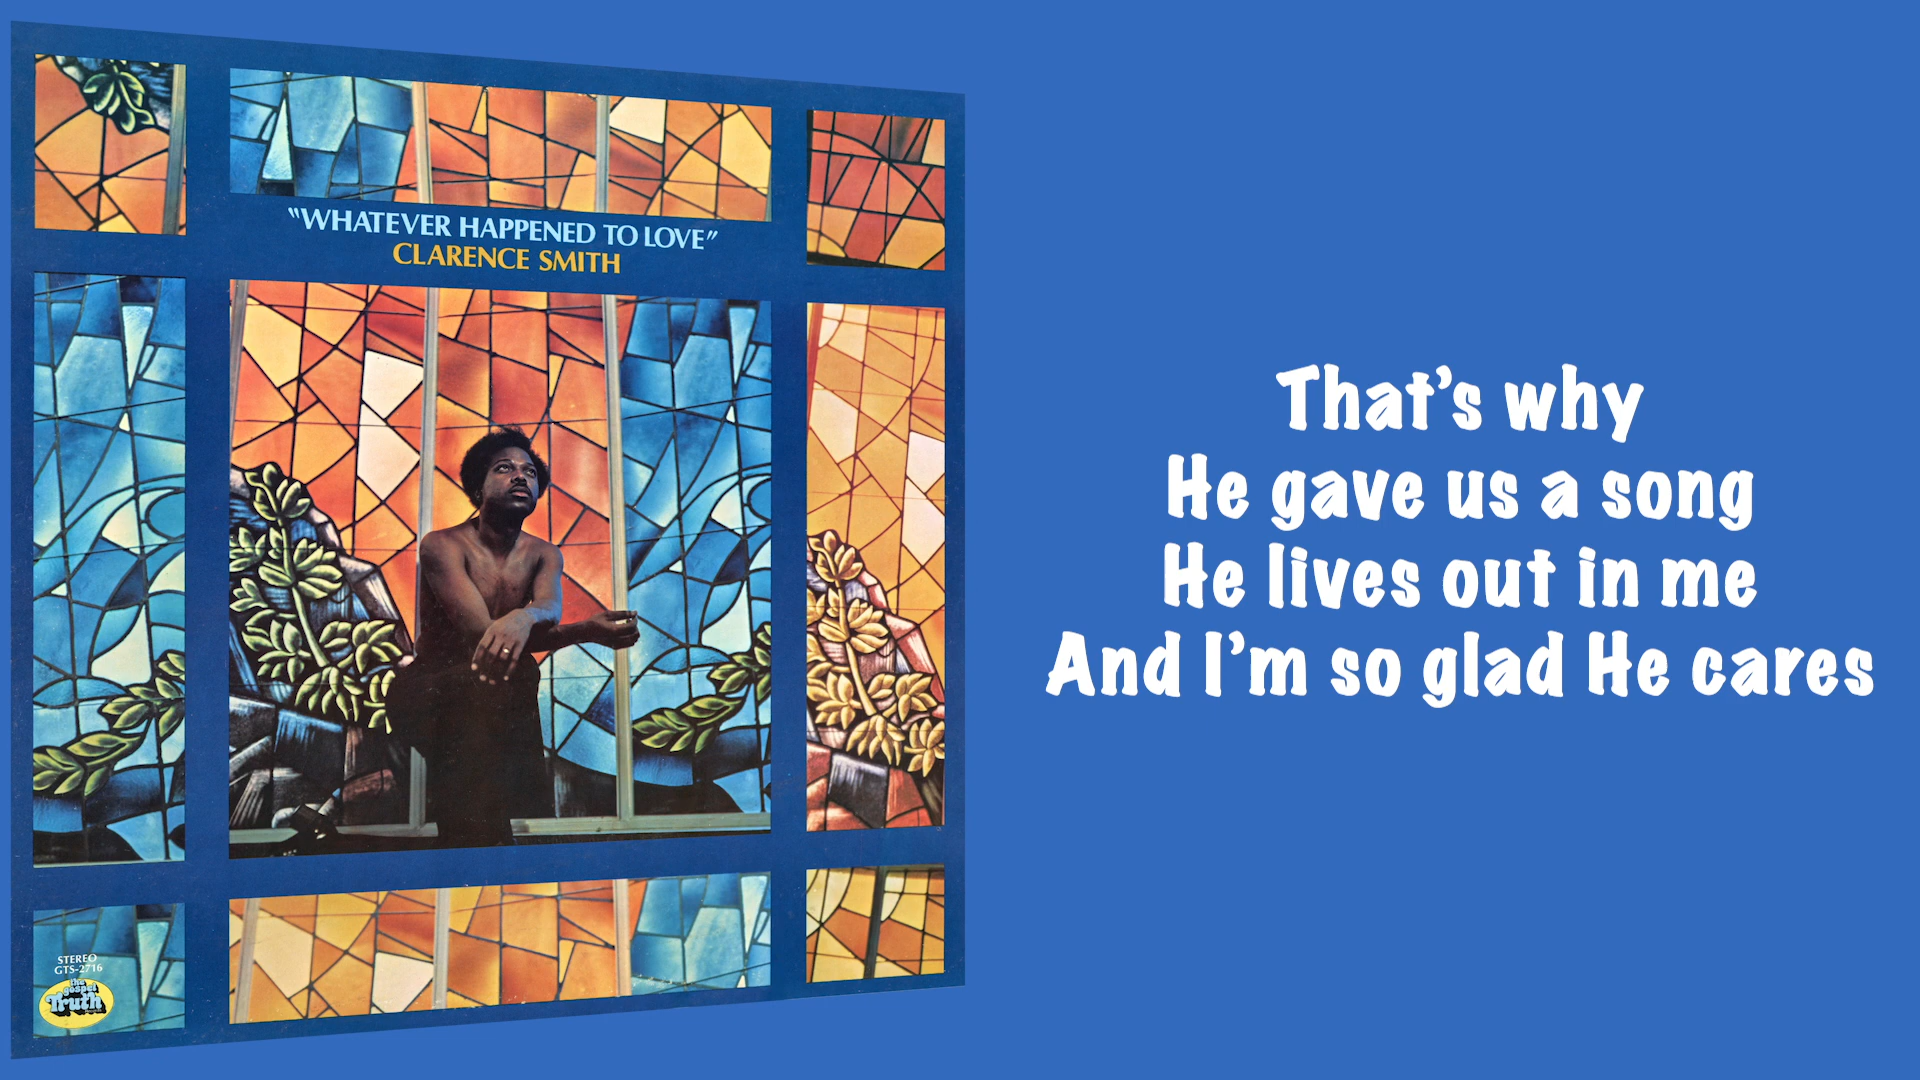 “WHATEVER HAPPENED TO LOVE”
CLARENCE SMITH
STEREO
GTS-2716
the
gospel
Truth
That’s why
He gave us a song
He lives out in me
And I’m so glad He cares